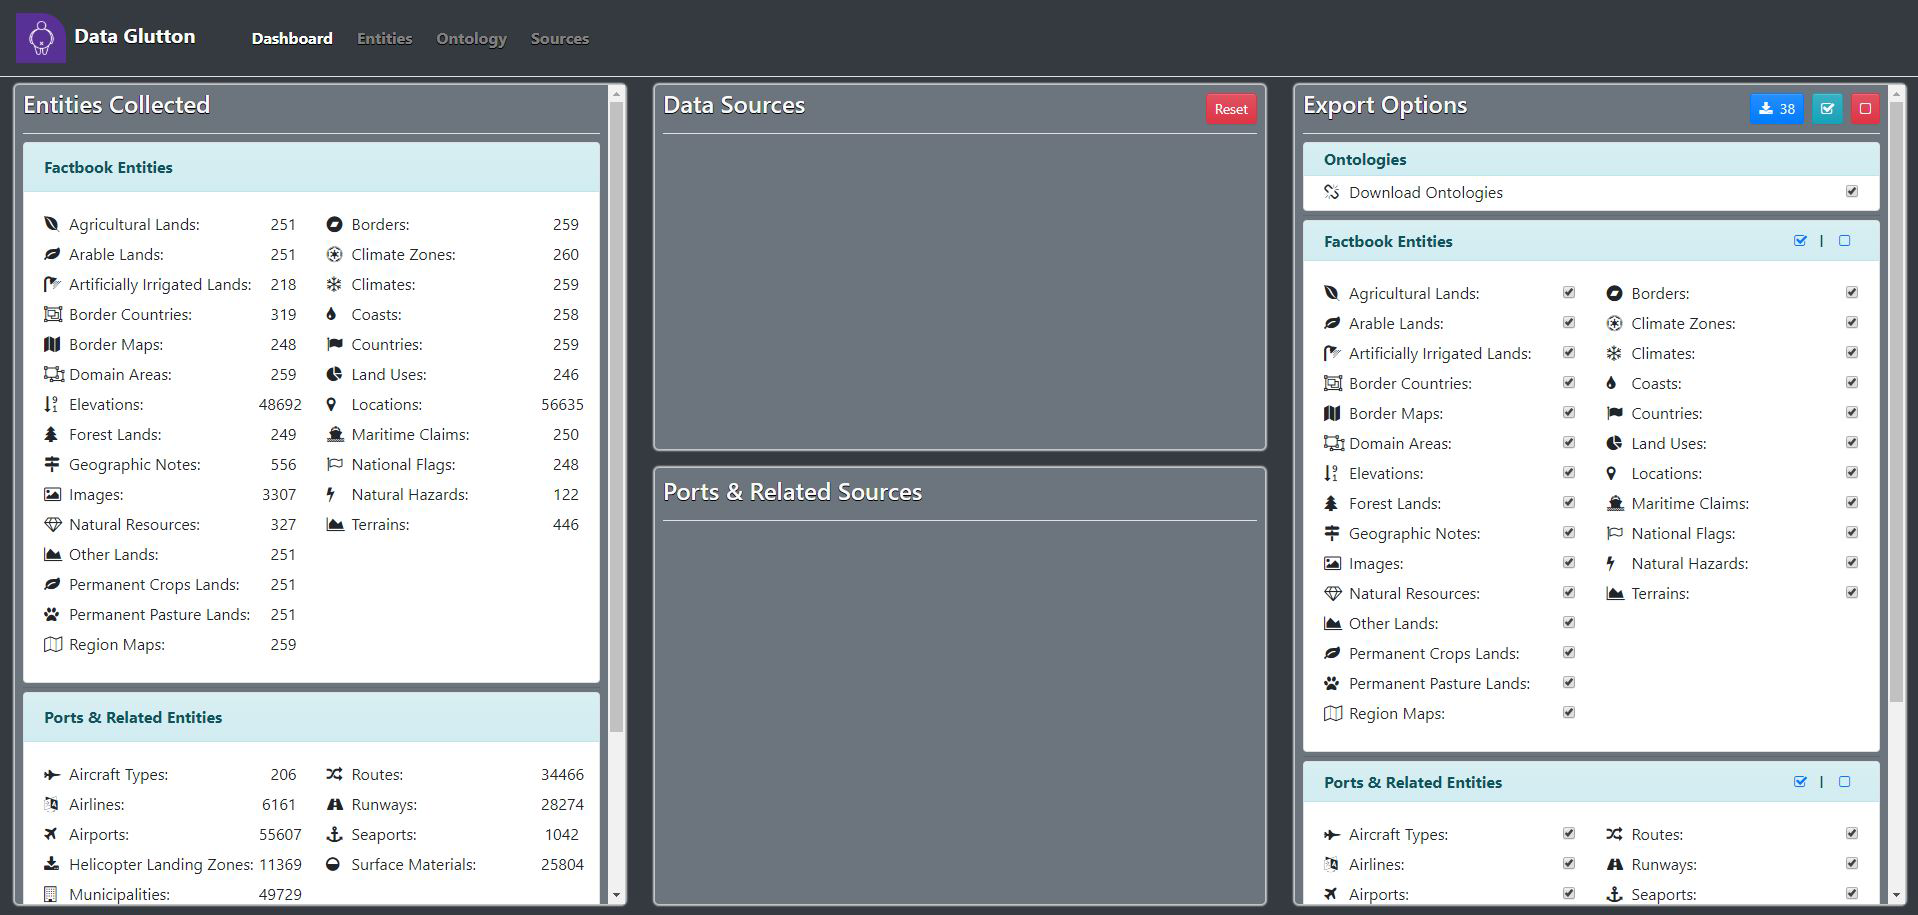 Data Glutton
Dashboard Entities Ontology Sources
Entities Collected
Factbook Entities
Agricultural Lands: 251 Borders: 259
Arable Lands: 251 Climate Zones: 260
Artificially Irrigated Lands: 218 Climates: 259
Border Countries: 319 Coasts: 258
Border Maps: 248 Countries: 259
Domain Areas: 259 Land Uses: 246
Elevations: 48692 Locations: 56635
Forest Lands: 249 Maritime Claims: 250
Geographic Notes: 556 National Flags: 248
Images: 3307 Natural Hazards: 122
Natural Resources: 327 Terrains: 446
Other Lands: 251
Permanent Crops Lands: 251
Permanent Pasture Lands: 251
Region Maps: 259
Ports & Related Entities
Aircraft Types: 206 Routes: 34466
Airlines: 6161 Runways: 28274
Airports: 55607 Seaports: 1042
Helicopter Landing Zones: 11369 Surface Materials: 25804
Municipalities: 49729
Data Sources Reset
Ports & Related Sources
Export Options 38
Ontologies
Download Ontologies
Factbook Entities |
Agricultural Lands: Borders:
Arable Lands: Climate Zones:
Artificially Irrigated Lands: Climates:
Border Countries: Coasts:
Border Maps: Countries:
Domain Areas: Land Uses:
Elevations: Locations:
Forest Lands: Maritime Claims:
Geographic Notes: National Flags:
Images: Natural Hazards:
Natural Resources: Terrains:
Other Lands:
Permanent Crops Lands:
Permanent Pasture Lands:
Region Maps:
Ports & Related Entities |
Aircraft Types: Routes:
Airlines: Runways:
Airports: Seaports: